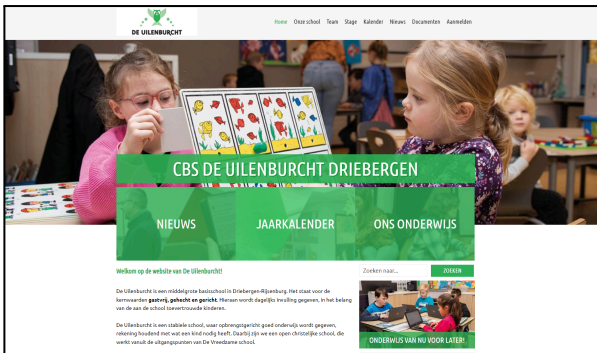 DE UILENBURCHT
Home Onze school Team Stage Kalender Nieuws Documenten Aanmelden
CBS DE UILENBURCHT DRIEBERGEN
NIEUWS JAARKALENDER ONS ONDERWIJS
Welkom op de website van De Uilenburcht!
Zoeken naar... ZOEKEN
De Uilenburcht is een middelgrote basisschool in Driebergen-Rijsenburg. Het staat voor de
kernwaarden gastvrij, gehecht en gericht. Hieraan wordt dagelijks invulling gegeven, in het belang
van de aan de school toevertrouwde kinderen.
De Uilenburcht is een stabiele school, waar opbrengstgericht goed onderwijs wordt gegeven,
rekening houdend met wat een kind nodig heeft. Daarbij zijn we een open christelijke school, die
werkt vanuit de uitgangspunten van de Vreedzame school.
ONDERWIJS VAN NU VOOR LATER!